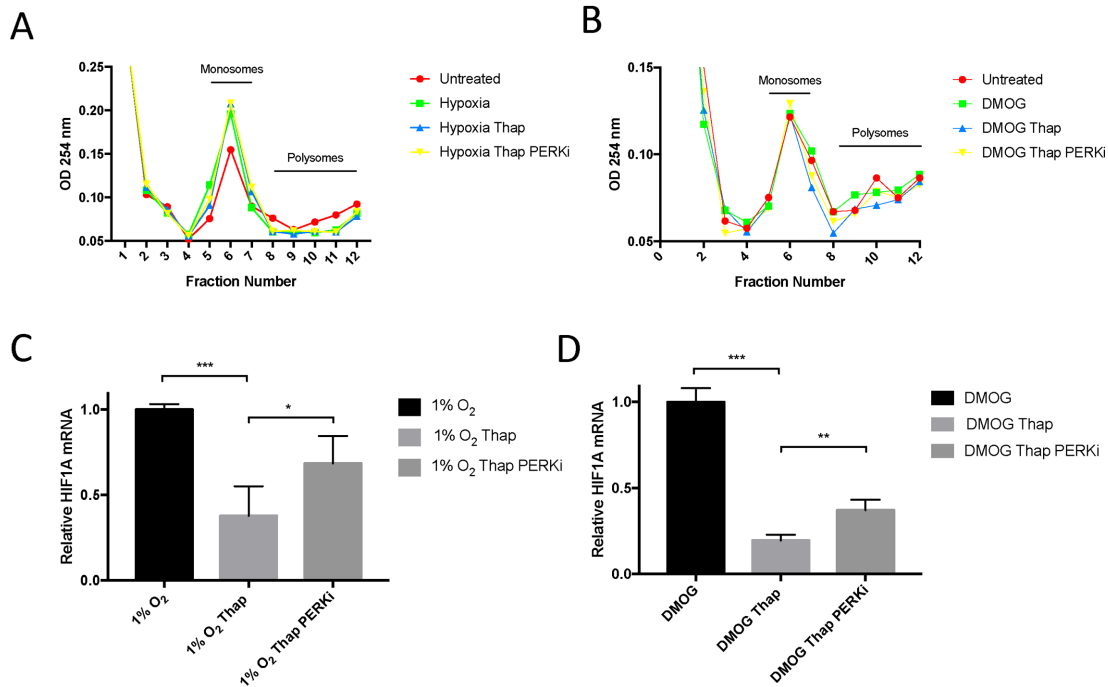 A
0.25
0.20
0.15
0.10
0.05
OD 254 nm
Monosomes
Polysomes
1 2 3 4 5 6 7 8 9 10 11 12
Fraction Number
Untreated
Hypoxia
Hypoxia Thap
Hypoxia Thap PERKi
B
0.15
0.10
0.05
OD 254 nm
Monosomes
Polysomes
0 2 4 6 8 10 12
Fraction Number
Untreated
DMOG
DMOG Thap
DMOG Thap PERKi
C
1.0
0.5
0.0
Relative HIF1A mRNA
***
*
1% O2
1% O2 Thap
1% O2 Thap PERKi
1% O2
1% O2 Thap
1% O2 Thap PERKi
D
1.0
0.5
0.0
Relative HIF1A mRNA
***
**
DMOG
DMOG Thap
DMOG Thap PERKi
DMOG
DMOG Thap
DMOG Thap PERKi